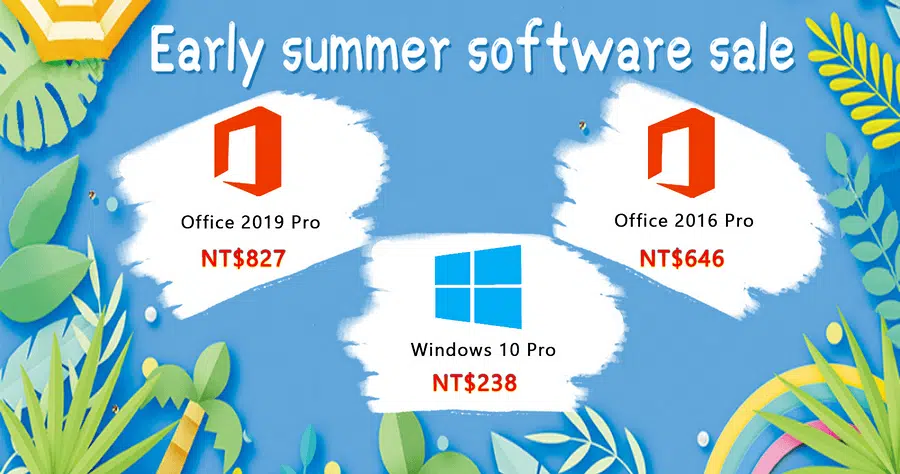 Early summer software sale
Office 2019 Pro
NT$827
Office 2016 Pro
NT$646
Windows 10 Pro
NT$238